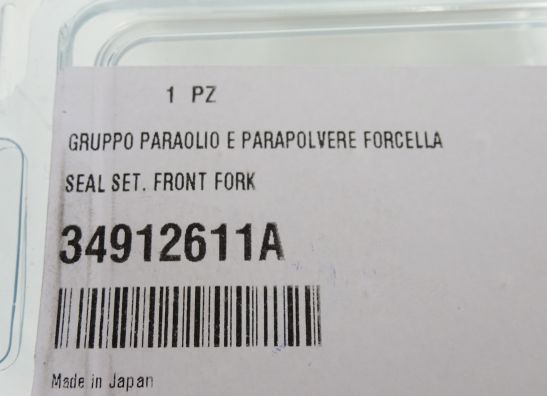 1 PZ
GRUPPO PARAOLIO E PARAPOLVERE FORCELLA
SEAL SET. FRONT FORK
34912611A
Made in Japan